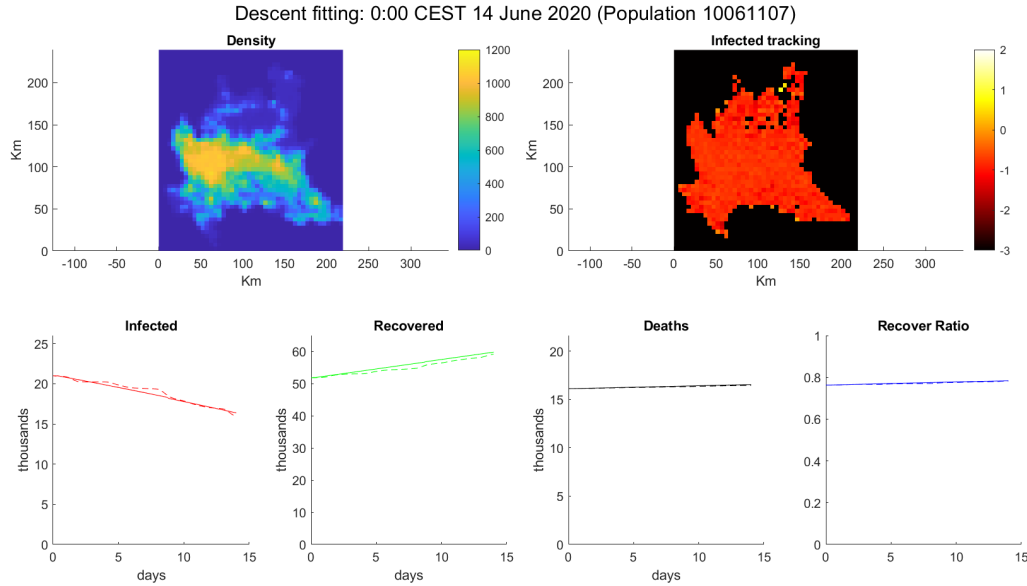 Descent fitting: 0:00 CEST 14 June 2020 (Population 10061107)
Density
Km
200
150
100
50
0
-100 -50 0 50 100 150 200 250 300
Km
1200
1000
800
600
400
200
0
Infected tracking
Km
200
150
100
50
0
-100 -50 0 50 100 150 200 250 300
Km
2
1
0
-1
-2
-3
Infected
thousands
25
20
15
10
5
0
0 5 10 15
days
Recovered
thousands
60
50
40
30
20
10
0
0 5 10 15
days
Deaths
thousands
20
15
10
5
0
0 5 10 15
days
Recover Ratio
1
0.8
0.6
0.4
0.2
0
0 5 10 15
days